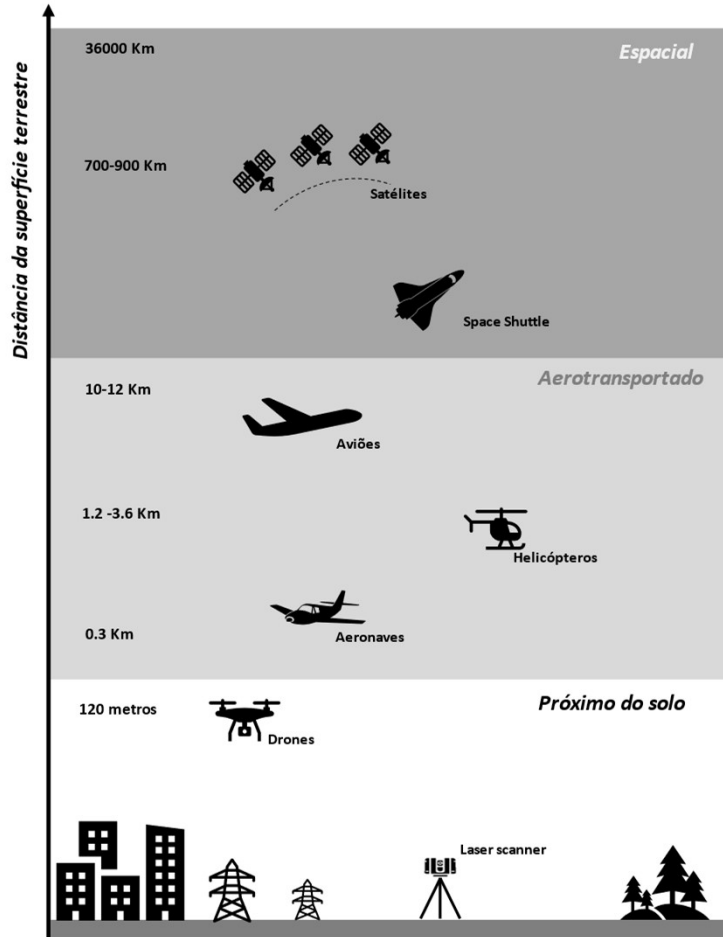 Distância da superfície terrestre
36000 Km
Espacial
700-900 Km
Satélites
Space Shuttle
Aerotransportado
10-12 Km
Aviões
1.2 -3.6 Km
Helicópteros
0.3 Km
Aeronaves
Próximo do solo
120 metros
Drones
Laser scanner